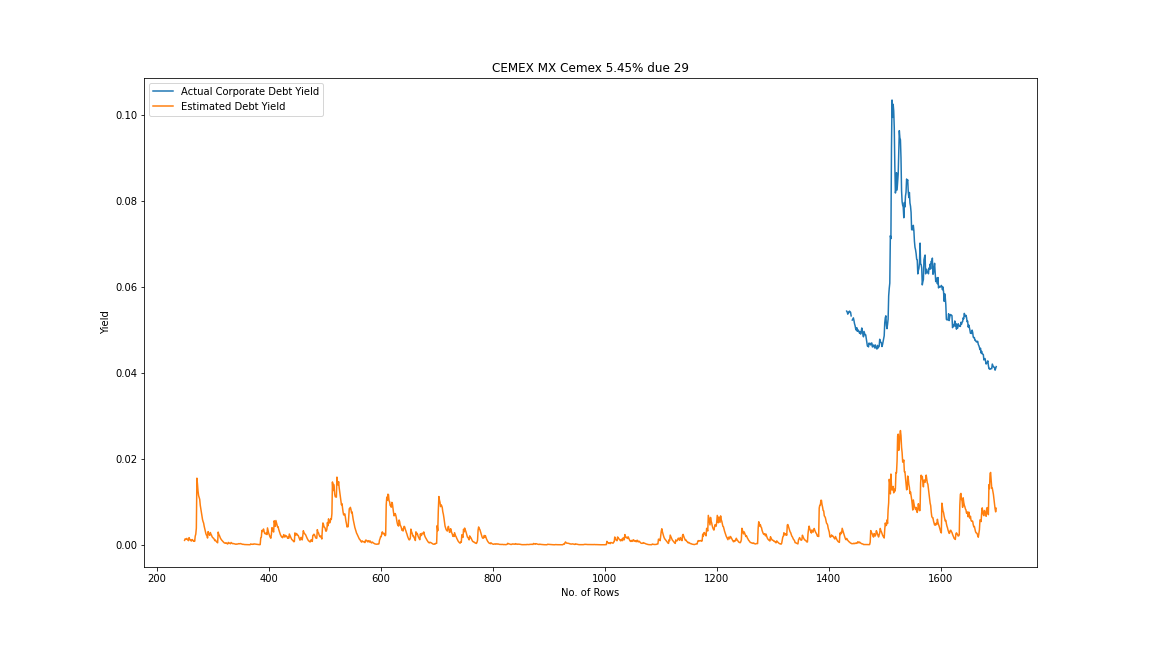 CEMEX MX Cemex 5.45% due 29
Actual Corporate Debt Yield
Estimated Debt Yield
0.10
0.08
0.06
0.04
0.02
0.00
Yield
200 400 600 800 1000 1200 1400 1600
No. of Rows